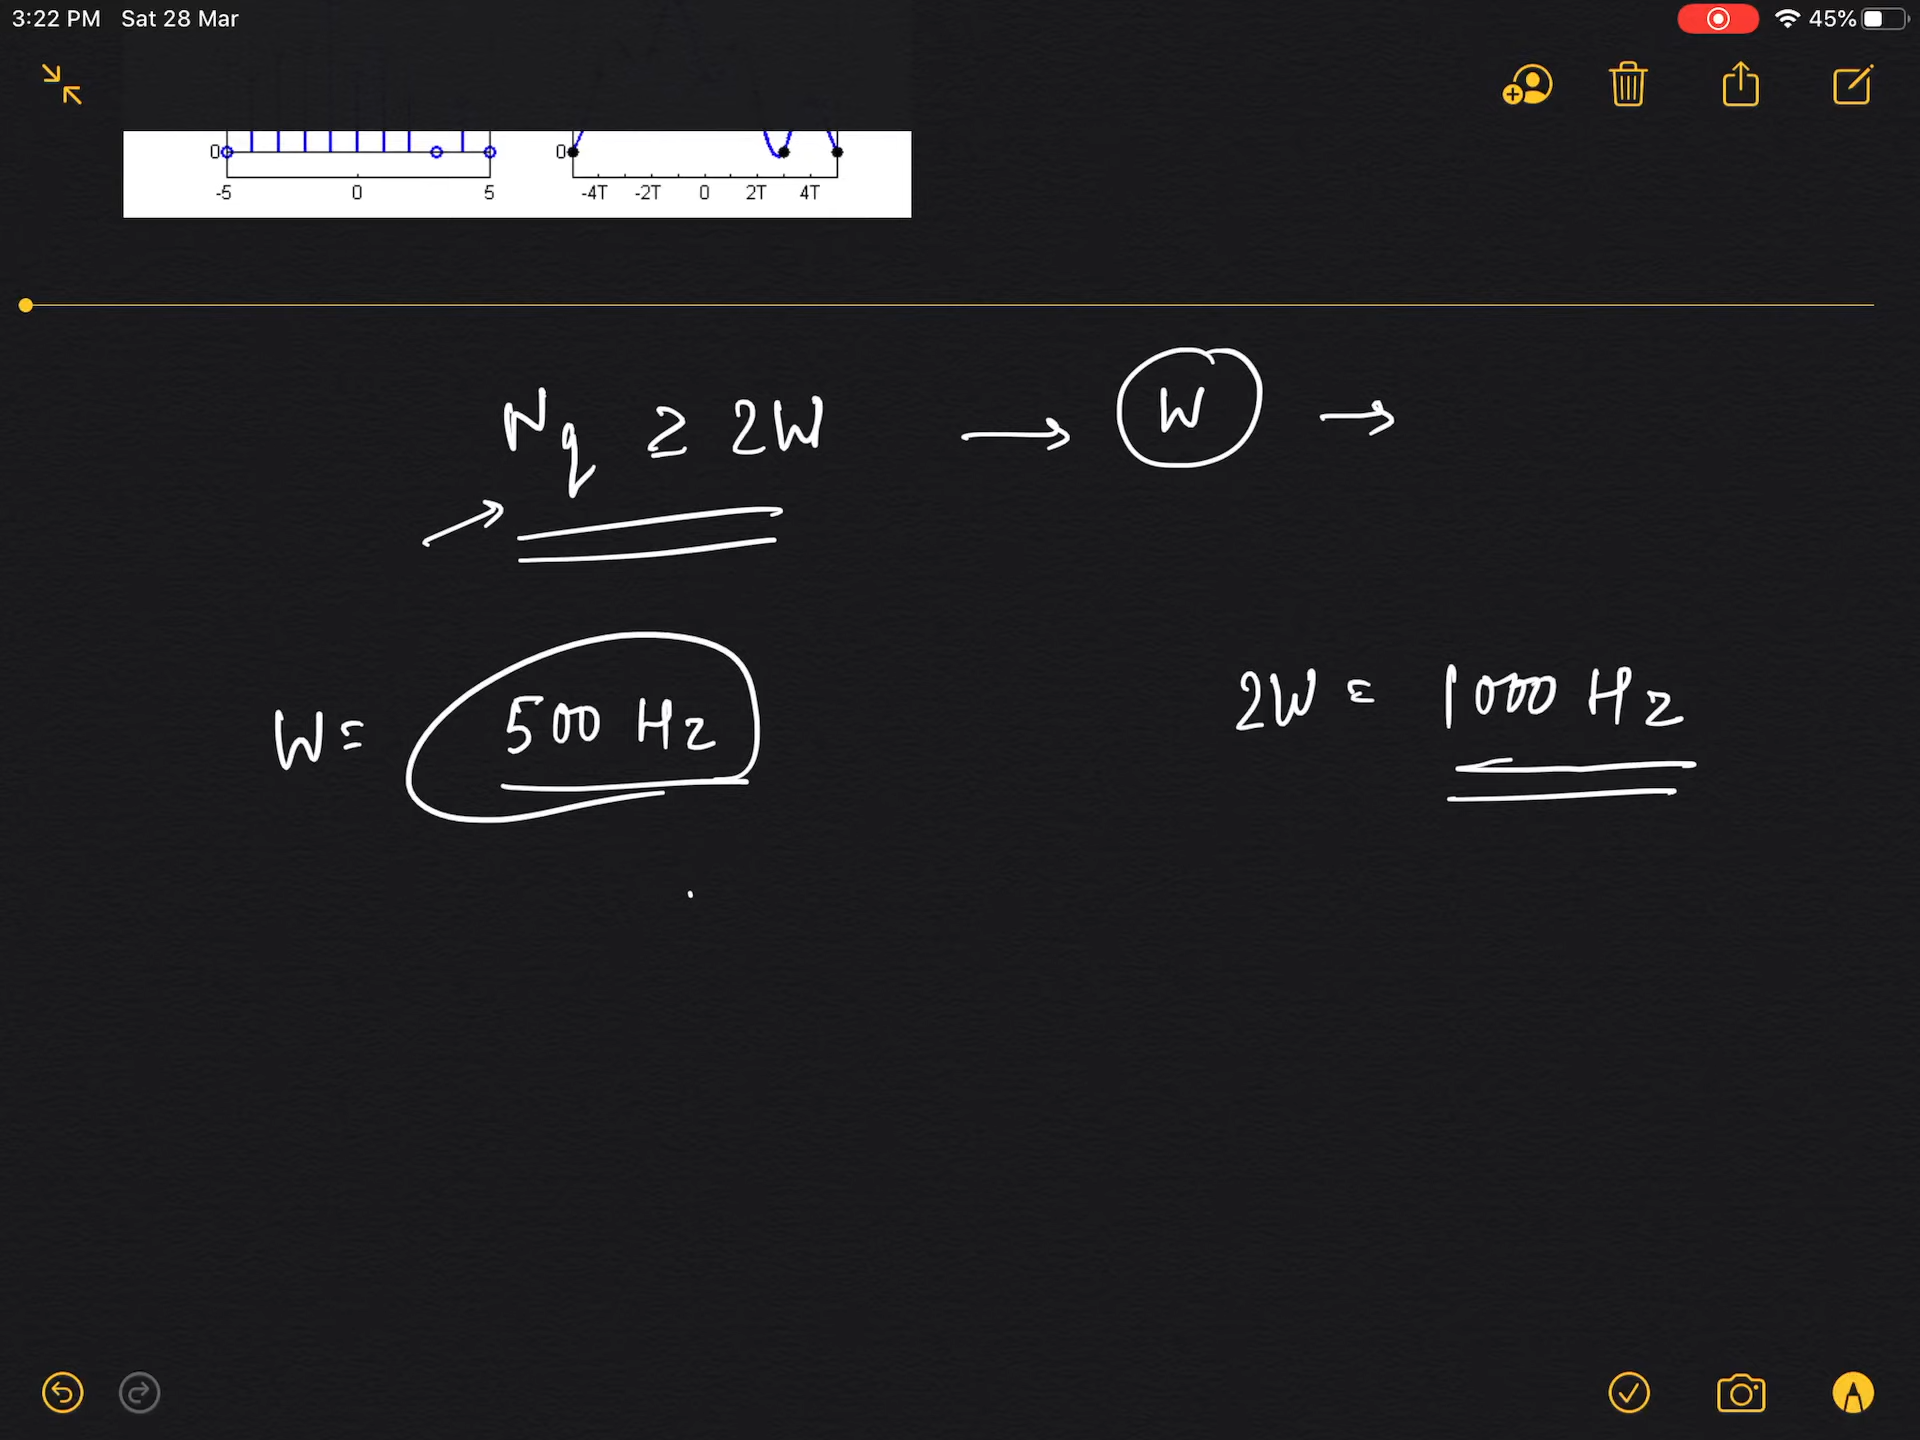 3:22 PM Sat 28 Mar 45%
0 0
-5 0 5 -4T -2T 0 2T 4T
Nq ≥ 2W → W →
W = 500 Hz
2W = 1000 Hz